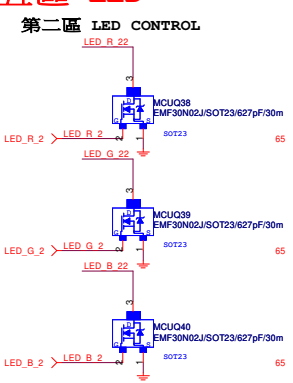 第二區 LED CONTROL
LED_R_22
3
MCUQ38
EMF30N02J/SOT23/627pF/30m
D
G
S
SOT23
LED_R_2
LED_R_2
2
1
65
LED_G_22
3
MCUQ39
EMF30N02J/SOT23/627pF/30m
D
G
S
SOT23
LED_G_2
LED_G_2
2
1
65
LED_B_22
3
MCUQ40
EMF30N02J/SOT23/627pF/30m
D
G
S
SOT23
LED_B_2
LED_B_2
2
1
65